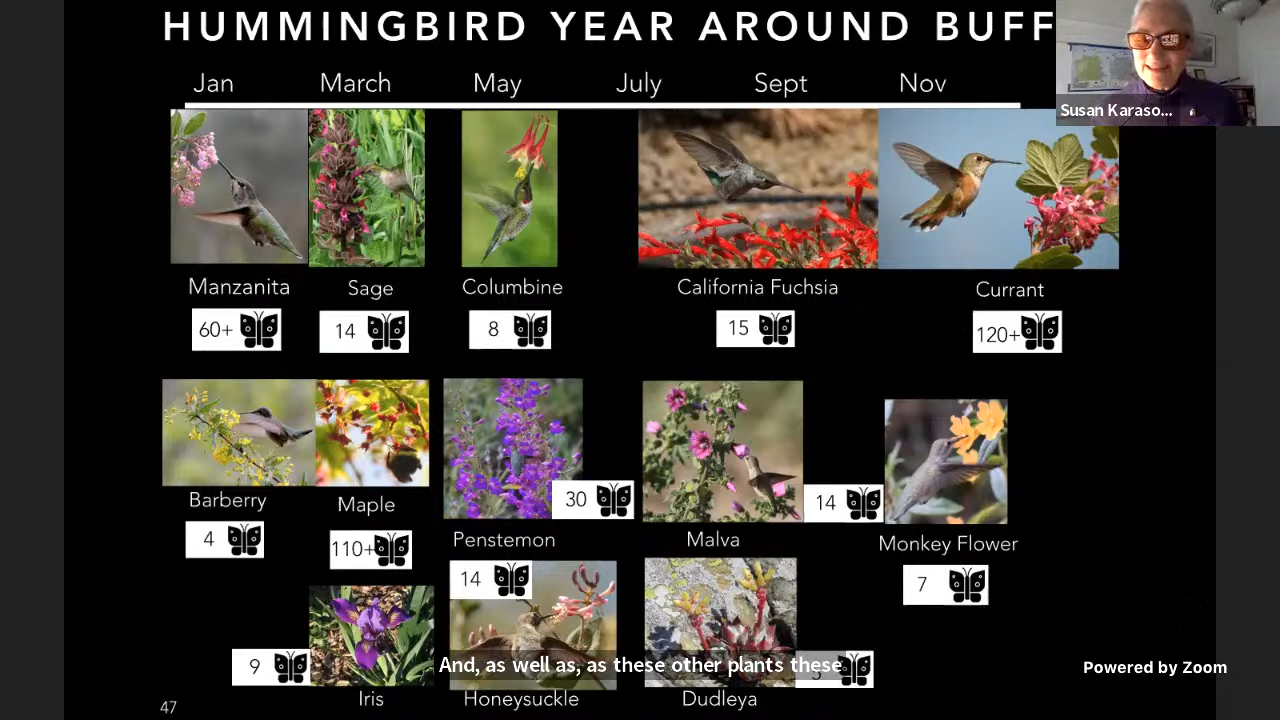 HUMMINGBIRD YEAR AROUND BUFF
Susan Karaso...
Jan March May July Sept Nov
Manzanita Sage Columbine California Fuchsia Currant
60+ 14 8 15 120+
Barberry Maple Penstemon Malva Monkey Flower
4 110+ 30 14 7
14
9
And, as well as, as these other plants these
5
Powered by Zoom
Iris Honeysuckle Dudleya
47